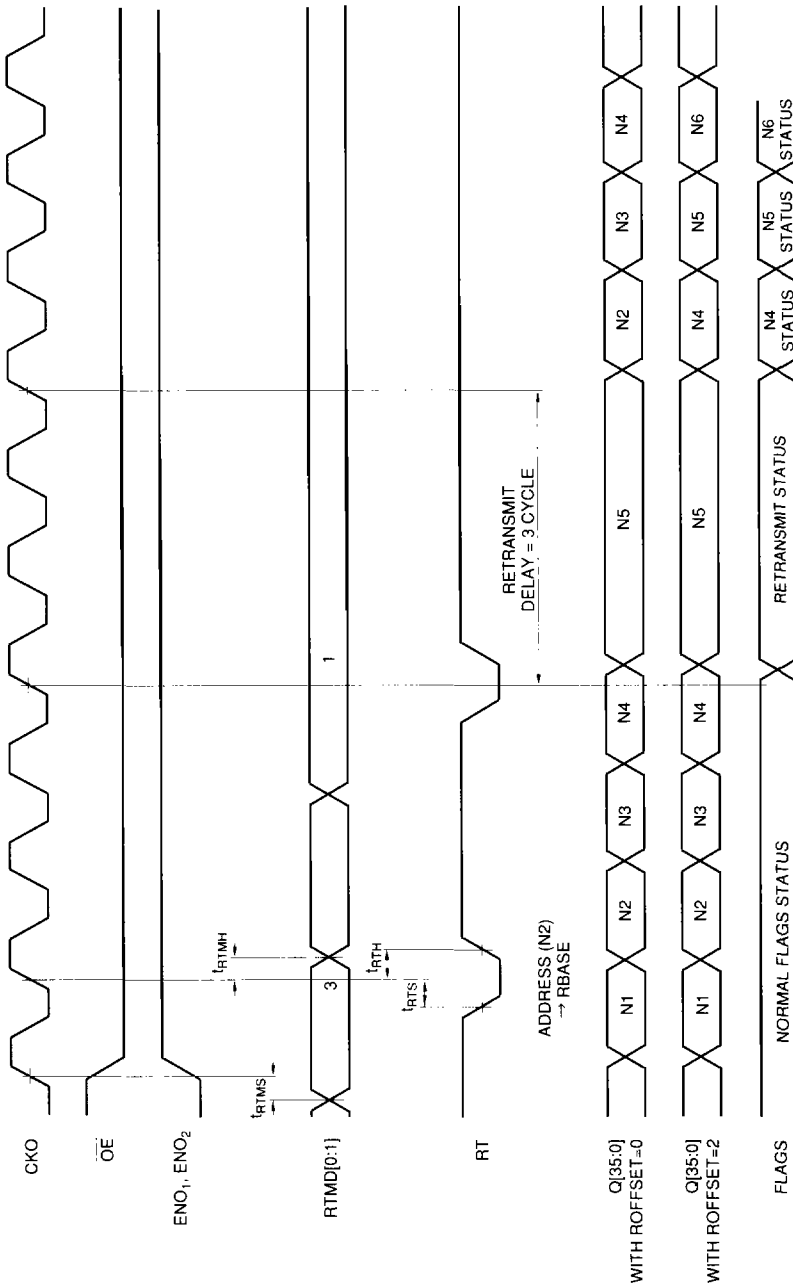 CKO
OE
ENO1, ENO2
tRTMS
tRTMH
RTMD[0:1]
3
1
RT
tRTS
tRTH
RETRANSMIT
DELAY = 3 CYCLE
ADDRESS (N2)
→ RBASE
Q[35:0]
WITH ROFFSET=0
N1
N2
N3
N4
N5
N2
N3
N4
Q[35:0]
WITH ROFFSET=2
N1
N2
N3
N4
N5
N4
N5
N6
FLAGS
NORMAL FLAGS STATUS
RETRANSMIT STATUS
N4
STATUS
N5
STATUS
N6
STATUS